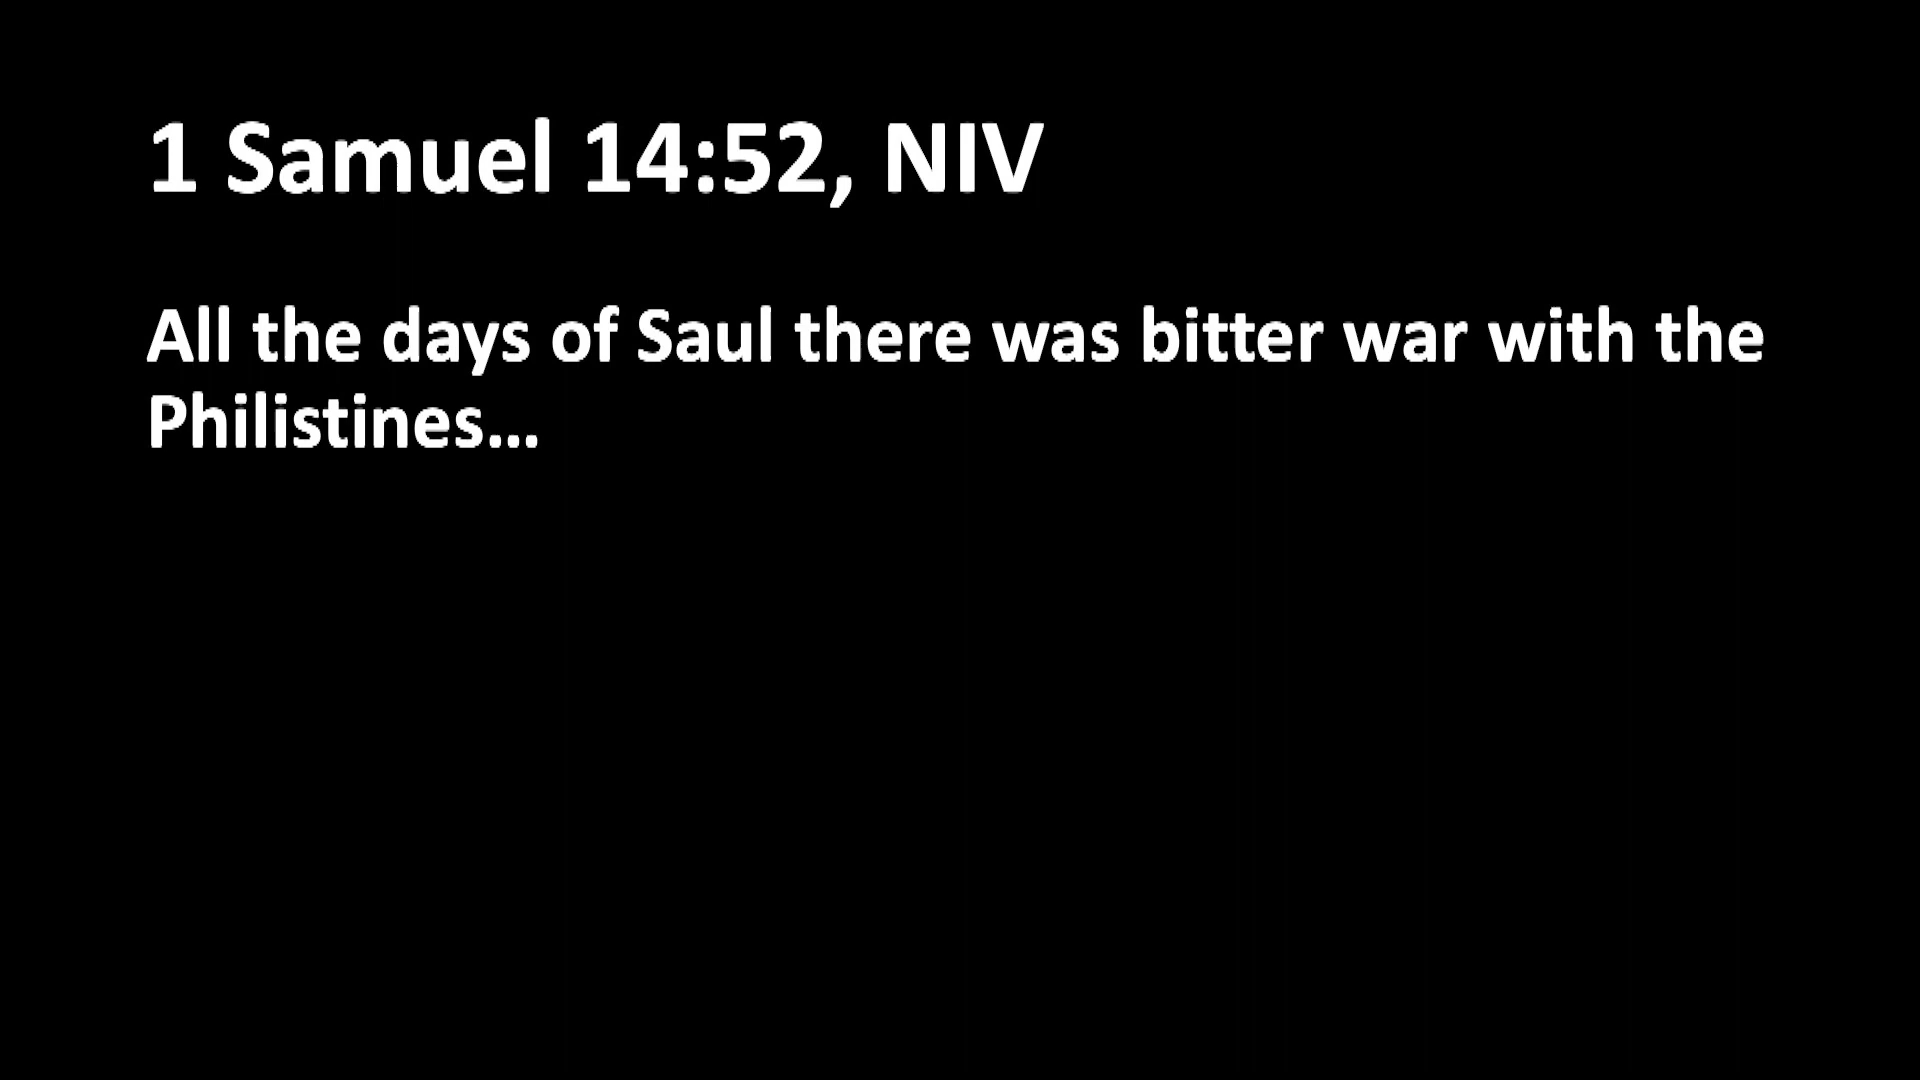 1 Samuel 14:52, NIV
All the days of Saul there was bitter war with the
Philistines...